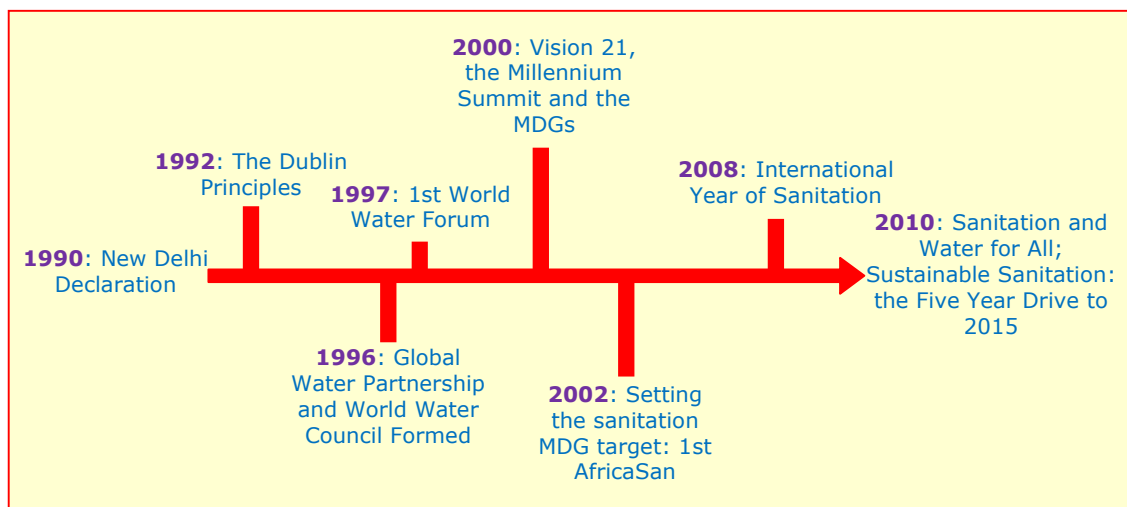 1990: New Delhi
Declaration
1992: The Dublin
Principles
1996: Global
Water Partnership
and World Water
Council Formed
1997: 1st World
Water Forum
2000: Vision 21,
the Millennium
Summit and the
MDGs
2002: Setting
the sanitation
MDG target: 1st
AfricaSan
2008: International
Year of Sanitation
2010: Sanitation and
Water for All;
Sustainable Sanitation:
the Five Year Drive to
2015